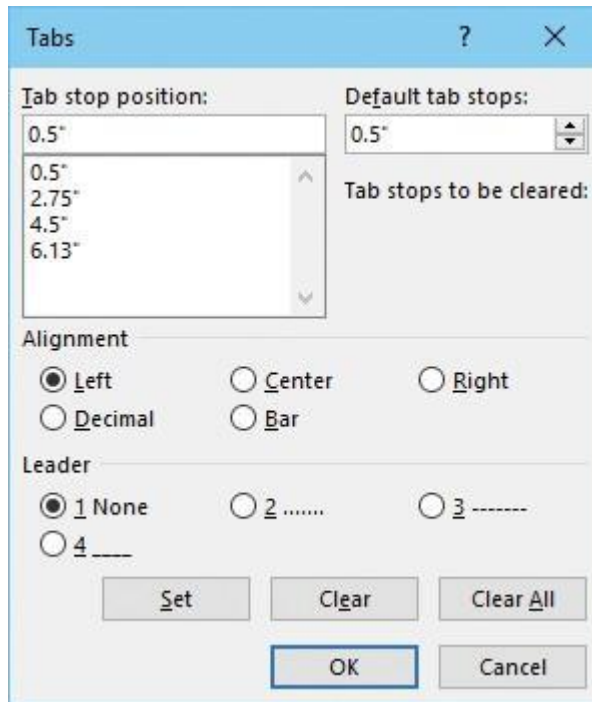 Tabs ?
Tab stop position: Default tab stops:
0.5" 0.5"
0.5"
2.75"
4.5"
6.13"
Tab stops to be cleared:
Alignment
Left Center Right
Decimal Bar
Leader
1 None 2 ....... 3 -------
4 ____
Set Clear Clear All
OK Cancel